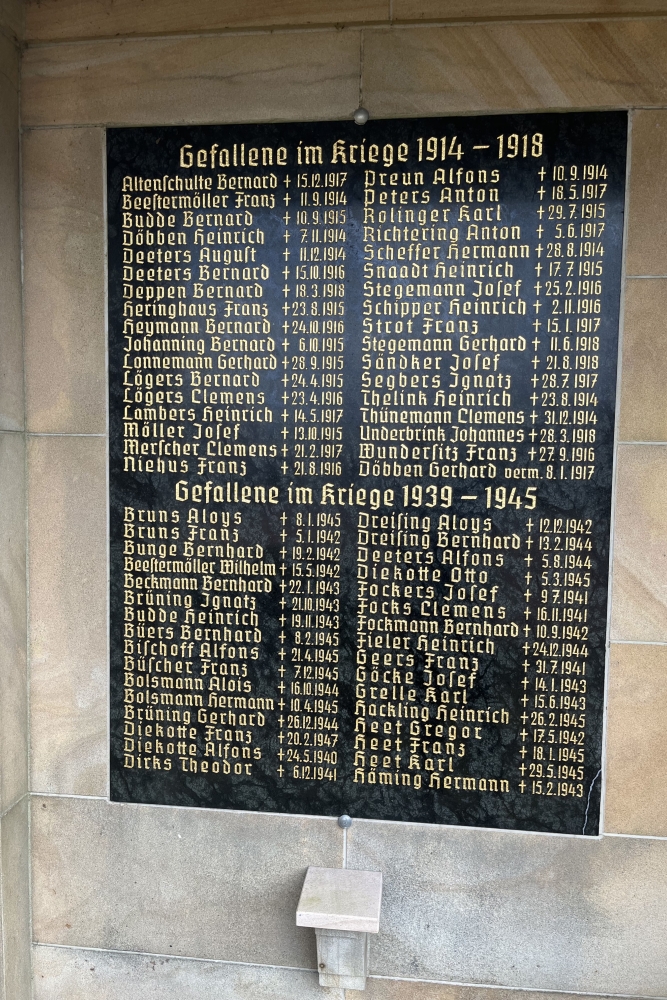 Gefallene im Kriege 1914 – 1918
Altenſchulte Bernard † 15.12.1917
Beeſtermöller Franz † 11.9.1914
Budde Bernard † 10.9.1915
Döbben Heinrich † 7.11.1914
Deeters Auguſt † 11.12.1914
Deeters Bernard † 15.10.1916
Deppen Bernard † 18.3.1918
Heringhaus Franz † 23.8.1915
Heymann Bernard † 24.10.1916
Johanning Bernard † 6.10.1915
Lonnemann Gerhard † 28.9.1915
Lögers Bernard † 24.4.1915
Lögers Clemens † 23.4.1916
Lambers Heinrich † 14.5.1917
Möller Joſef † 13.10.1915
Merſcher Clemens † 21.2.1917
Niehus Franz † 21.8.1916
Preun Alfons † 10.9.1914
Peters Anton † 18.5.1917
Rolinger Karl † 29.7.1915
Richtering Anton † 5.6.1917
Scheffer Hermann † 28.8.1914
Snaadt Heinrich † 17.7.1915
Stegemann Joſef † 25.2.1916
Schipper Heinrich † 2.11.1916
Strot Franz † 15.1.1917
Stegemann Gerhard † 11.6.1918
Sändker Joſef † 21.8.1918
Segbers Ignatz † 28.7.1917
Thelink Heinrich † 23.8.1914
Thünemann Clemens † 31.12.1914
Underbrink Johannes † 28.3.1918
Wunderſitz Franz † 27.9.1916
Döbben Gerhard verm. 8.1.1917
Gefallene im Kriege 1939 – 1945
Bruns Aloys † 8.1.1945
Bruns Franz † 5.1.1942
Bunge Bernhard † 19.2.1942
Beeſtermöller Wilhelm † 15.5.1942
Beckmann Bernhard † 22.1.1943
Brüning Ignatz † 21.10.1943
Budde Heinrich † 19.11.1943
Büers Bernhard † 8.2.1945
Biſchoff Alfons † 21.4.1945
Büſcher Franz † 7.12.1945
Bolsmann Alois † 16.10.1944
Bolsmann Hermann † 10.4.1945
Brüning Gerhard † 26.12.1944
Diekotte Franz † 20.2.1947
Diekotte Alfons † 24.5.1940
Dirks Theodor † 6.12.1941
Dreiſing Aloys † 12.12.1942
Dreiſing Bernhard † 13.2.1944
Deeters Alfons † 5.8.1944
Diekotte Otto † 5.3.1945
Fockers Joſef † 9.7.1941
Focks Clemens † 16.11.1941
Fockmann Bernhard † 10.9.1942
Fieler Heinrich † 24.12.1944
Geers Franz † 31.7.1941
Göcke Joſef † 14.1.1943
Grelle Karl † 15.6.1943
Hackling Heinrich † 26.2.1945
Heet Gregor † 17.5.1942
Heet Franz † 18.1.1945
Heet Karl † 29.5.1945
Häming Hermann † 15.2.1943